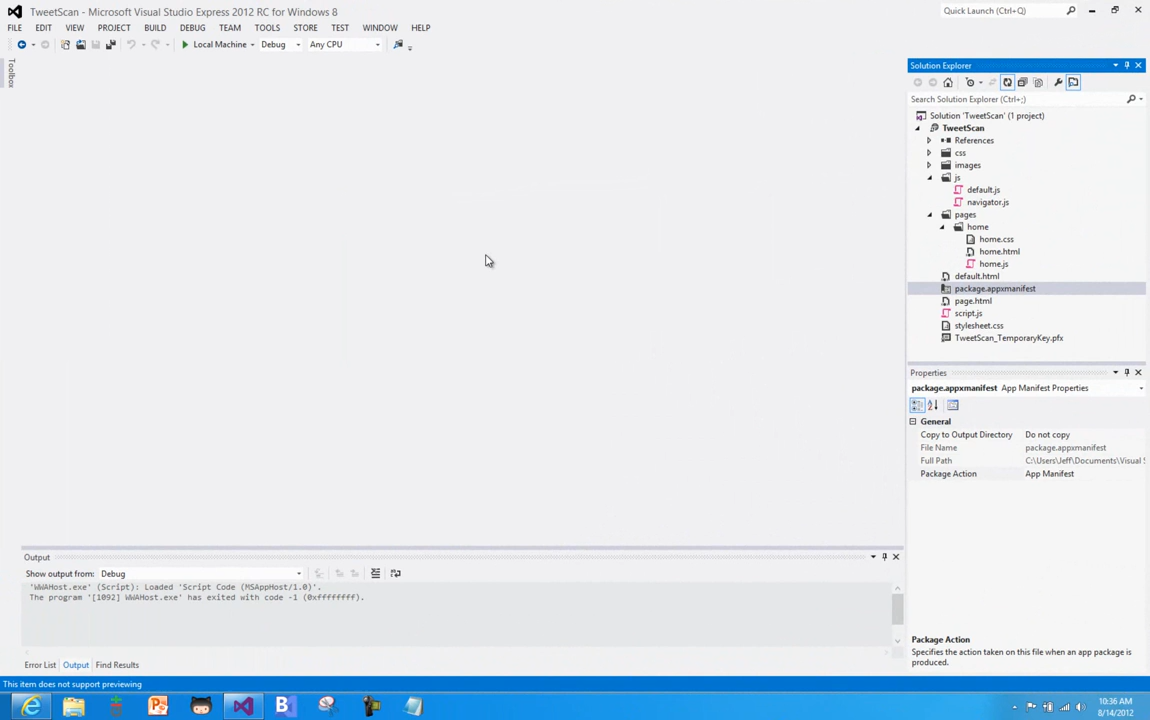 TweetScan - Microsoft Visual Studio Express 2012 RC for Windows 8
Quick Launch (Ctrl+Q)
FILE EDIT VIEW PROJECT BUILD DEBUG TEAM TOOLS STORE TEST WINDOW HELP
Local Machine Debug Any CPU
Toolbox
Solution Explorer
Search Solution Explorer (Ctrl+;)
Solution 'TweetScan' (1 project)
TweetScan
References
css
images
js
default.js
navigator.js
pages
home
home.css
home.html
home.js
default.html
package.appxmanifest
page.html
script.js
stylesheet.css
TweetScan_TemporaryKey.pfx
Properties
package.appxmanifest App Manifest Properties
General
Copy to Output Directory Do not copy
File Name package.appxmanifest
Full Path C:\Users\Jeff\Documents\Visual
Package Action App Manifest
Package Action
Specifies the action taken on this file when an app package is
produced.
Output
Show output from: Debug
'WWAHost.exe' (Script): Loaded 'Script Code (MSAppHost/1.0)'.
The program '[1092] WWAHost.exe' has exited with code -1 (0xffffffff).
Error List Output Find Results
This item does not support previewing
10:36 AM
8/14/2012